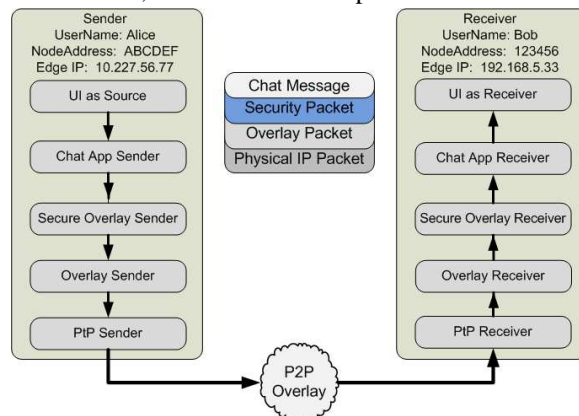 Sender
UserName: Alice
NodeAddress: ABCDEF
Edge IP: 10.227.56.77
UI as Source
Chat App Sender
Secure Overlay Sender
Overlay Sender
PtP Sender
Chat Message
Security Packet
Overlay Packet
Physical IP Packet
P2P
Overlay
Receiver
UserName: Bob
NodeAddress: 123456
Edge IP: 192.168.5.33
UI as Receiver
Chat App Receiver
Secure Overlay Receiver
Overlay Receiver
PtP Receiver